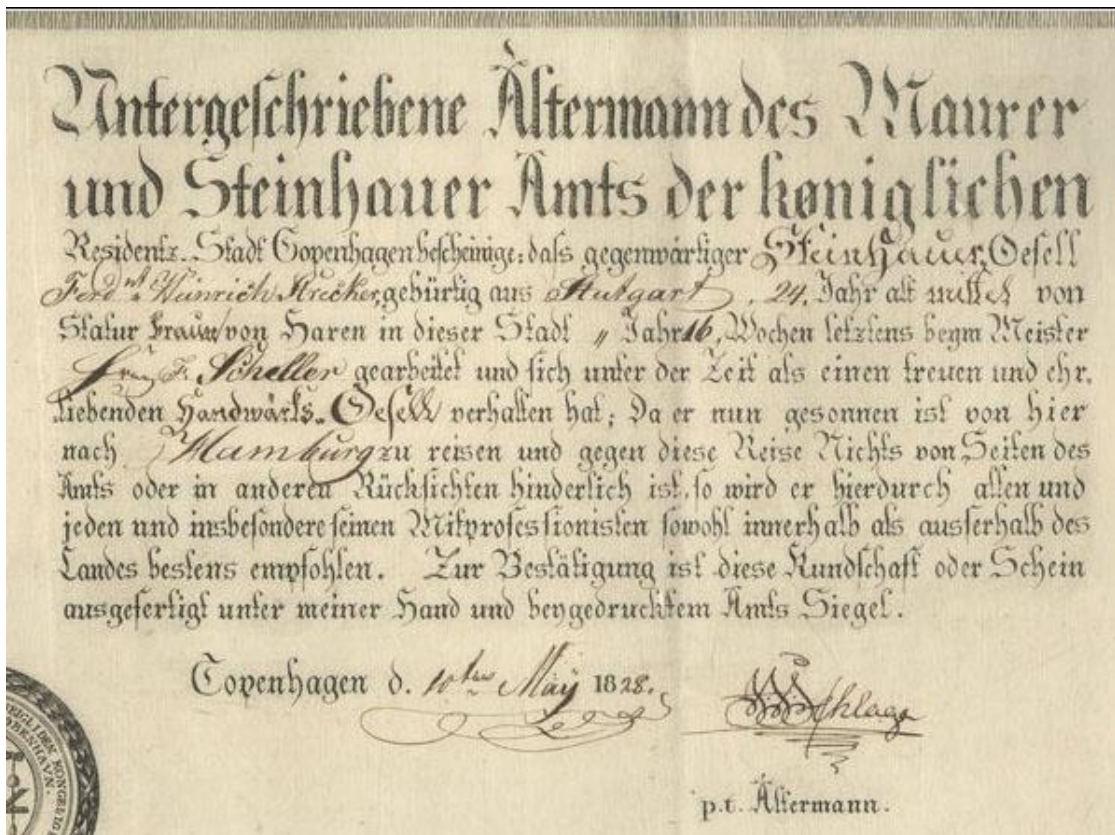 Untergeschriebene Ältermann des Maurer
und Steinhauer Amts der königlichen
Residentz-Stadt Copenhagen bescheinige: daß gegenwärtiger Steinhauer, Gesell
Ferd. Heinrich Strecker, gebürtig aus Stutgart, 24, Jahr alt mittel von
Statur braun von Haren in dieser Stadt „ Jahr 16, Wochen letztens beym Meister
Scheller gearbeitet und sich unter der Zeit als einen treuen und ehr,
liebenden Handwärks-Gesell verhalten hat; Da er nun gesonnen ist von hier
nach Hamburg zu reisen und gegen diese Reise Nichts von Seiten des
Amts oder in anderen Rücksichten hinderlich ist, so wird er hierdurch allen und
jeden und insbesondere seinen Mitprofessionisten sowohl innerhalb als ausserhalb des
Landes bestens empfohlen. Zur Bestätigung ist diese Kundschaft oder Schein
ausgefertigt unter meiner Hand und beygedrucktem Amts Siegel.
Copenhagen d. 10ten May 1828.
p.t. Ältermann.
KIØBENHAVN.